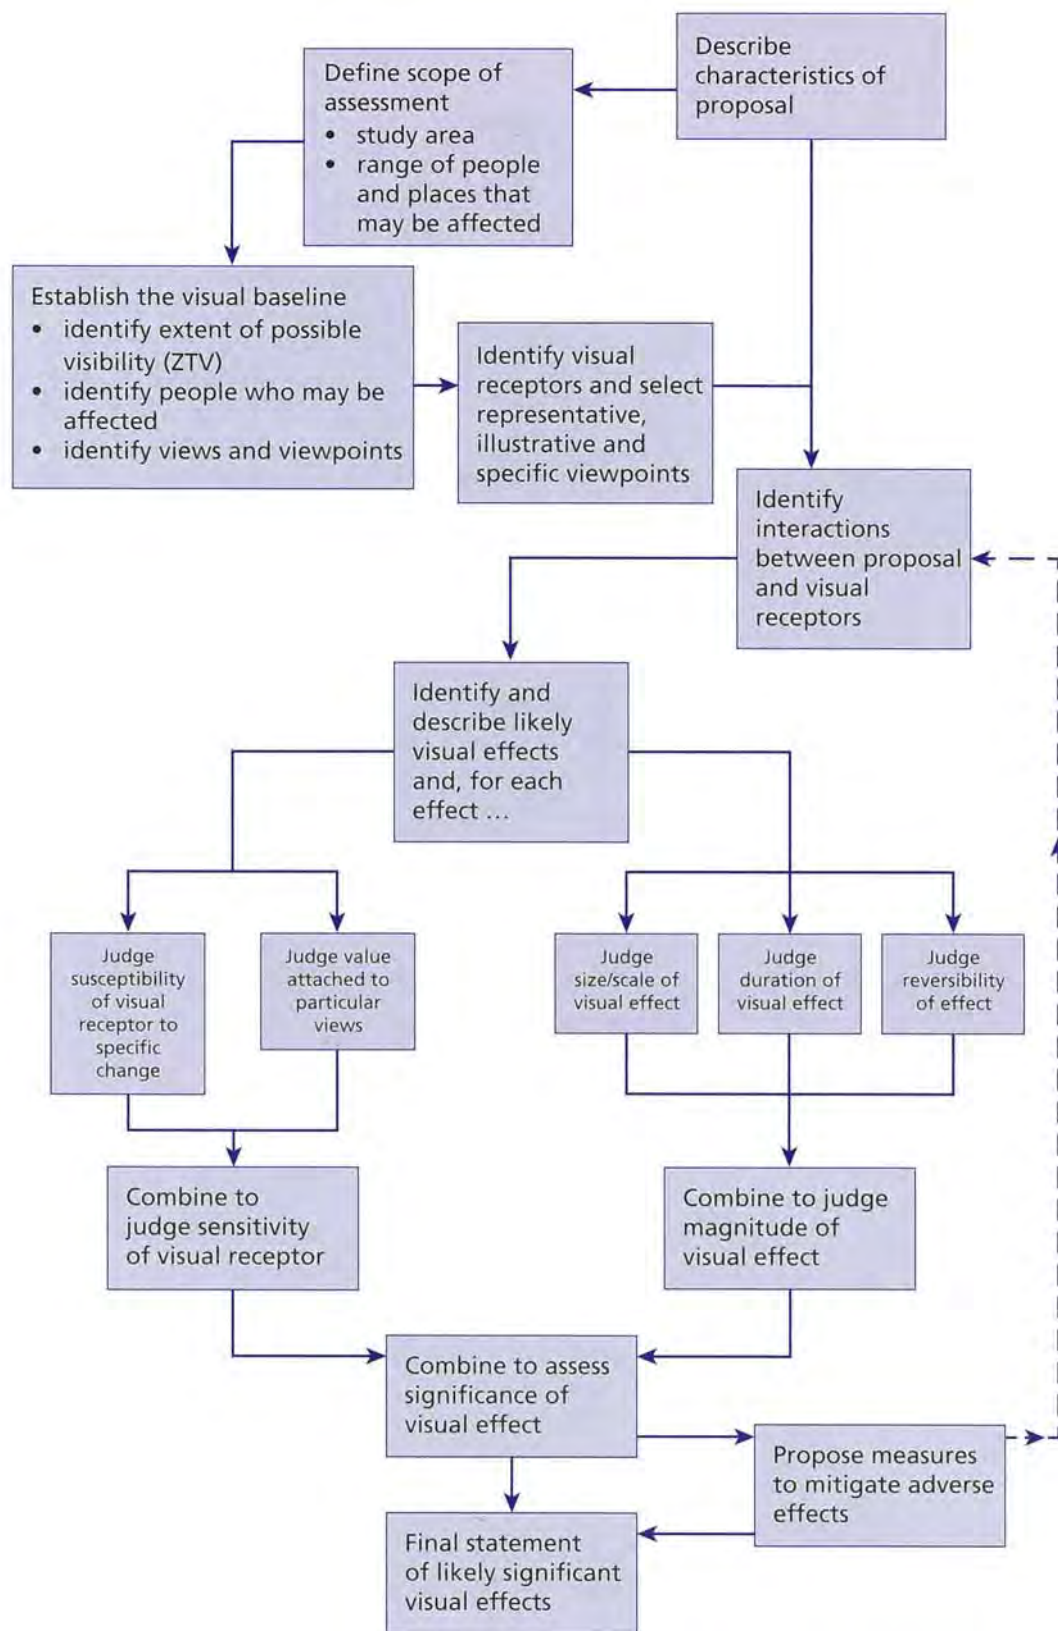 Describe
characteristics of
proposal
Define scope of
assessment
• study area
• range of people
and places that
may be affected
Establish the visual baseline
• identify extent of possible
visibility (ZTV)
• identify people who may be
affected
• identify views and viewpoints
Identify visual
receptors and select
representative,
illustrative and
specific viewpoints
Identify
interactions
between proposal
and visual
receptors
Identify and
describe likely
visual effects
and, for each
effect ...
Judge
susceptibility
of visual
receptor to
specific
change
Judge value
attached to
particular
views
Judge
size/scale of
visual effect
Judge
duration of
visual effect
Judge
reversibility
of effect
Combine to
judge sensitivity
of visual receptor
Combine to judge
magnitude of
visual effect
Combine to assess
significance of
visual effect
Propose measures
to mitigate adverse
effects
Final statement
of likely significant
visual effects